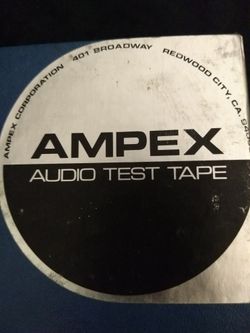 AMPEX CORPORATION 401 BROADWAY REDWOOD CITY, CA.
AMPEX
AUDIO TEST TAPE